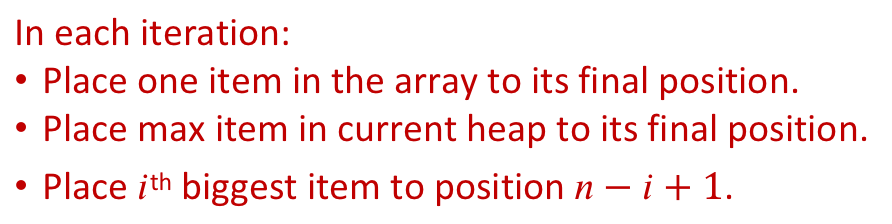 In each iteration:
• Place one item in the array to its final position.
• Place max item in current heap to its final position.
• Place iᵗʰ biggest item to position n − i + 1.